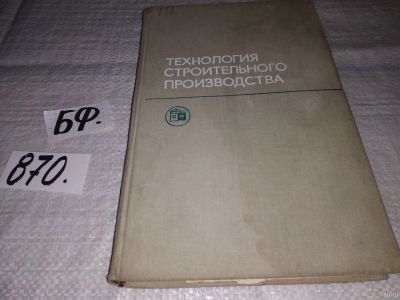 ТЕХНОЛОГИЯ
СТРОИТЕЛЬНОГО
ПРОИЗВОДСТВА
БФ.
870.